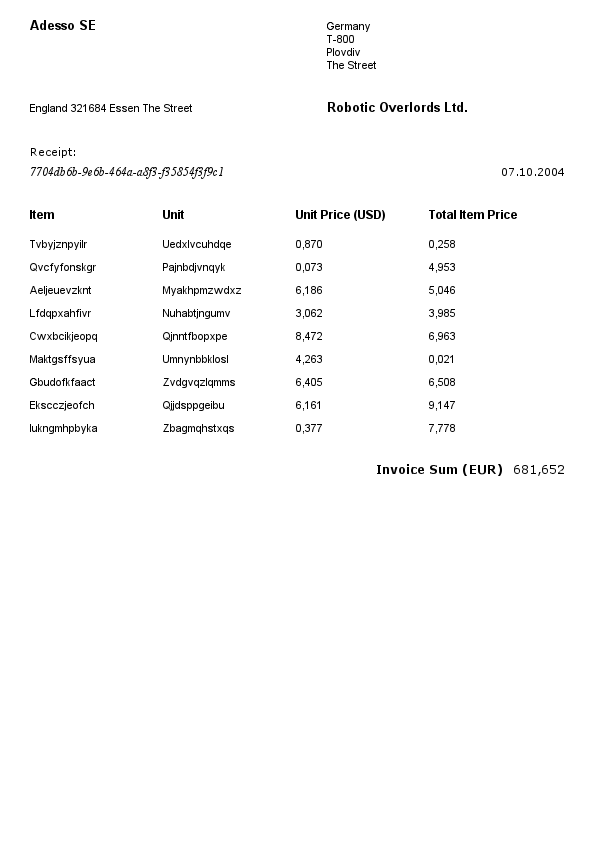 Adesso SE
Germany
T-800
Plovdiv
The Street
England 321684 Essen The Street
Robotic Overlords Ltd.
Receipt:
7704db6b-9e6b-464a-a8f3-f35854f3f9c1
07.10.2004
Item Unit Unit Price (USD) Total Item Price
Tvbyjznpyilr Uedxlvcuhdqe 0,870 0,258
Qvcfyfonskgr Pajnbdjvnqyk 0,073 4,953
Aeljeuevzknt Myakhpmzwdxz 6,186 5,046
Lfdqpxahfivr Nuhabtjngumv 3,062 3,985
Cwxbcikjeopq Qjnntfbopxpe 8,472 6,963
Maktgsffsyua Umnynbbklosl 4,263 0,021
Gbudofkfaact Zvdgvqzlqmms 6,405 6,508
Ekscczjeofch Qjjdsppgeibu 6,161 9,147
Iukngmhpbyka Zbagmqhstxqs 0,377 7,778
Invoice Sum (EUR) 681,652